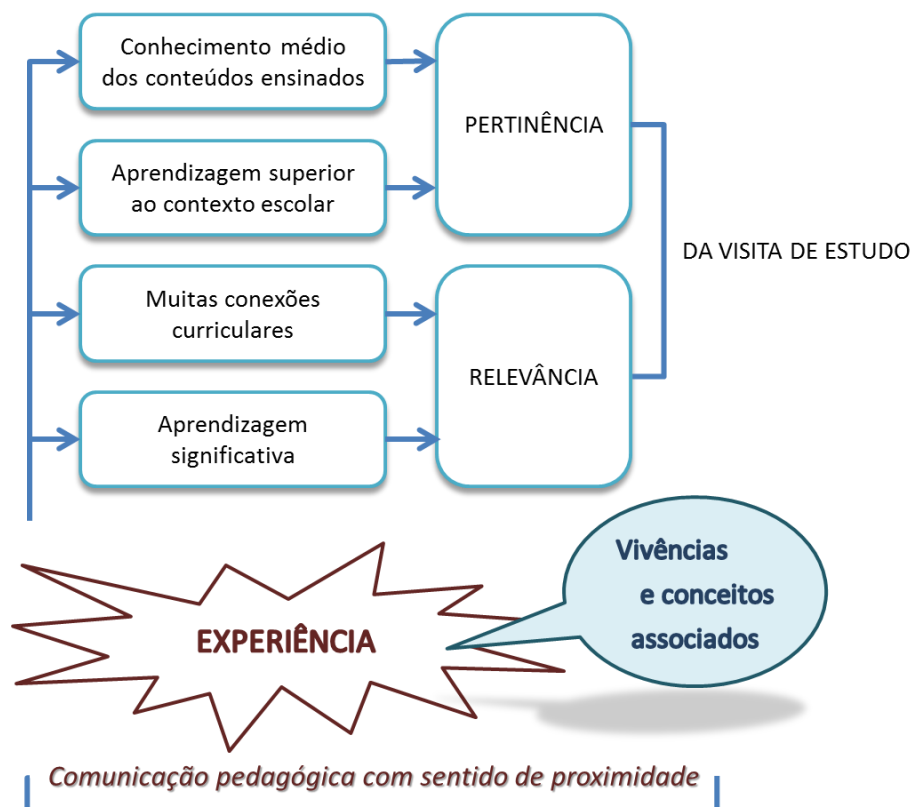 Conhecimento médio
dos conteúdos ensinados
PERTINÊNCIA
Aprendizagem superior
ao contexto escolar
DA VISITA DE ESTUDO
Muitas conexões
curriculares
RELEVÂNCIA
Aprendizagem
significativa
Vivências
e conceitos
associados
EXPERIÊNCIA
Comunicação pedagógica com sentido de proximidade